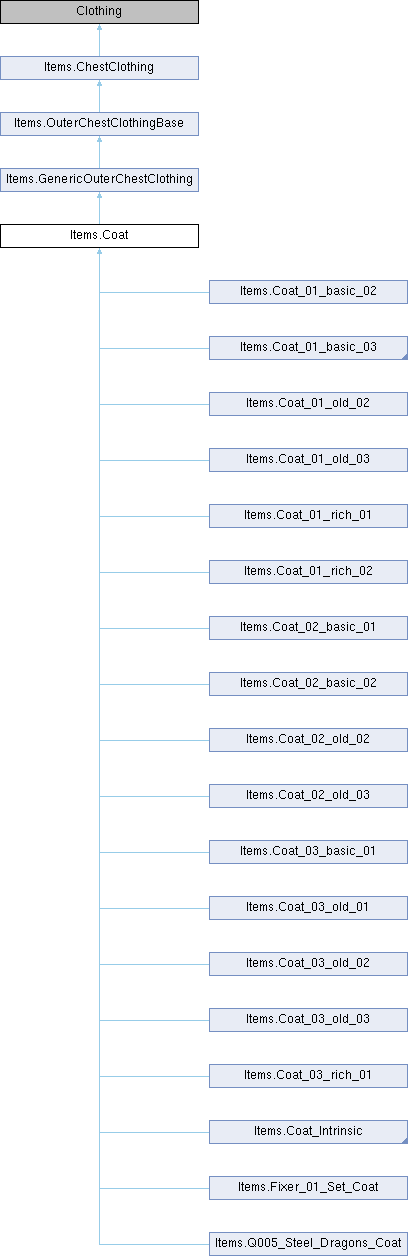 Clothing
Items.ChestClothing
Items.OuterChestClothingBase
Items.GenericOuterChestClothing
Items.Coat
Items.Coat_01_basic_02
Items.Coat_01_basic_03
Items.Coat_01_old_02
Items.Coat_01_old_03
Items.Coat_01_rich_01
Items.Coat_01_rich_02
Items.Coat_02_basic_01
Items.Coat_02_basic_02
Items.Coat_02_old_02
Items.Coat_02_old_03
Items.Coat_03_basic_01
Items.Coat_03_old_01
Items.Coat_03_old_02
Items.Coat_03_old_03
Items.Coat_03_rich_01
Items.Coat_Intrinsic
Items.Fixer_01_Set_Coat
Items.Q005_Steel_Dragons_Coat